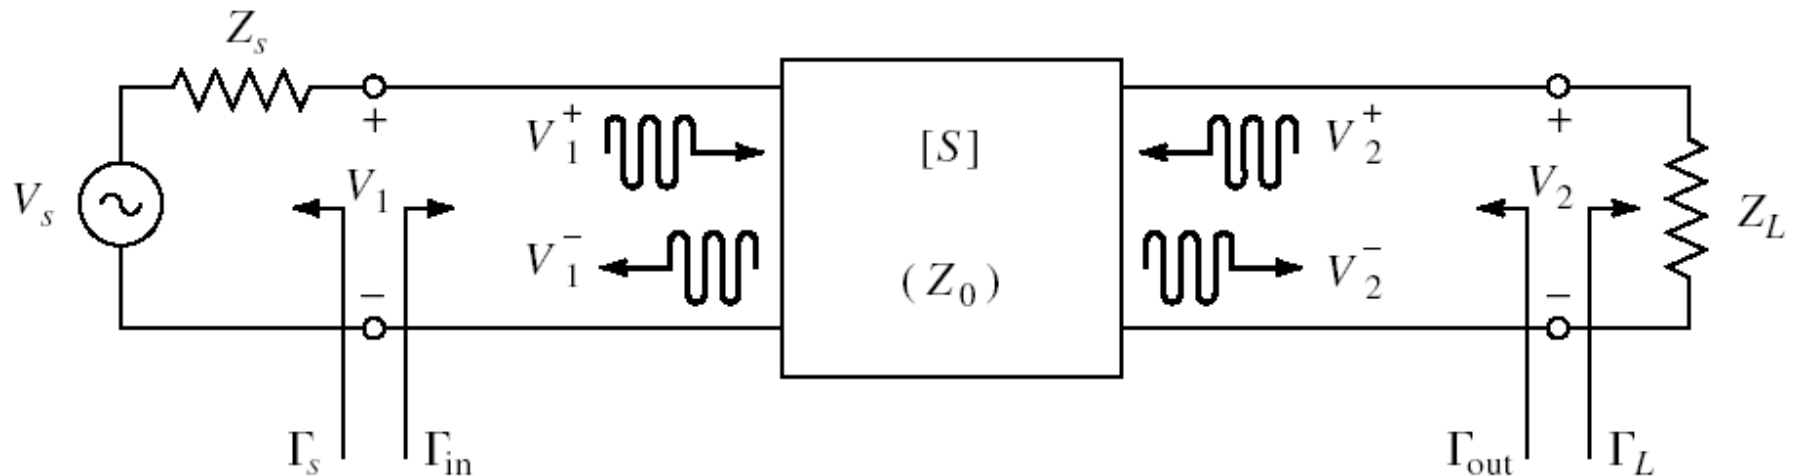 Z_s
V_s
+
V_1
−
V_1^+
V_1^-
[S]
(Z_0)
V_2^+
V_2^-
+
V_2
−
Z_L
Γ_s
Γ_in
Γ_out
Γ_L